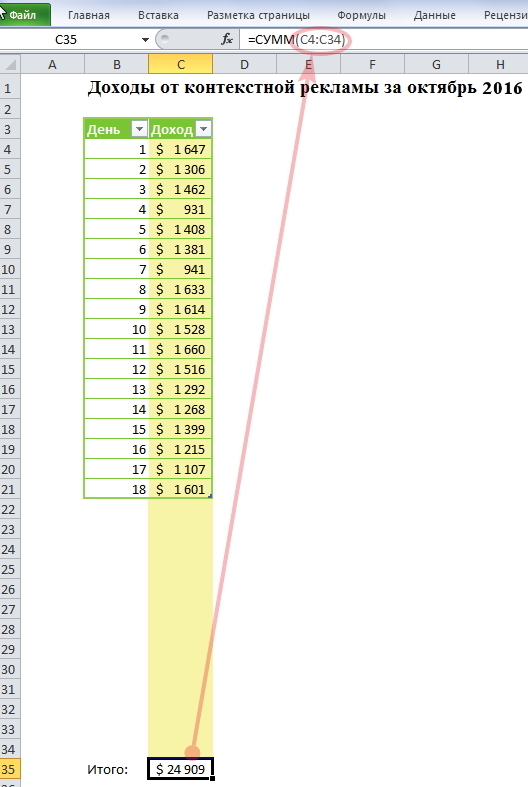 Файл Главная Вставка Разметка страницы Формулы Данные Рецензи
C35 fx =СУММ(C4:C34)
A B C D E F G H
1 Доходы от контекстной рекламы за октябрь 2016
2
3 День Доход
4 1 $ 1 647
5 2 $ 1 306
6 3 $ 1 462
7 4 $ 931
8 5 $ 1 408
9 6 $ 1 381
10 7 $ 941
11 8 $ 1 633
12 9 $ 1 614
13 10 $ 1 528
14 11 $ 1 660
15 12 $ 1 516
16 13 $ 1 292
17 14 $ 1 268
18 15 $ 1 399
19 16 $ 1 215
20 17 $ 1 107
21 18 $ 1 601
22
23
24
25
26
27
28
29
30
31
32
33
34
35 Итого: $ 24 909